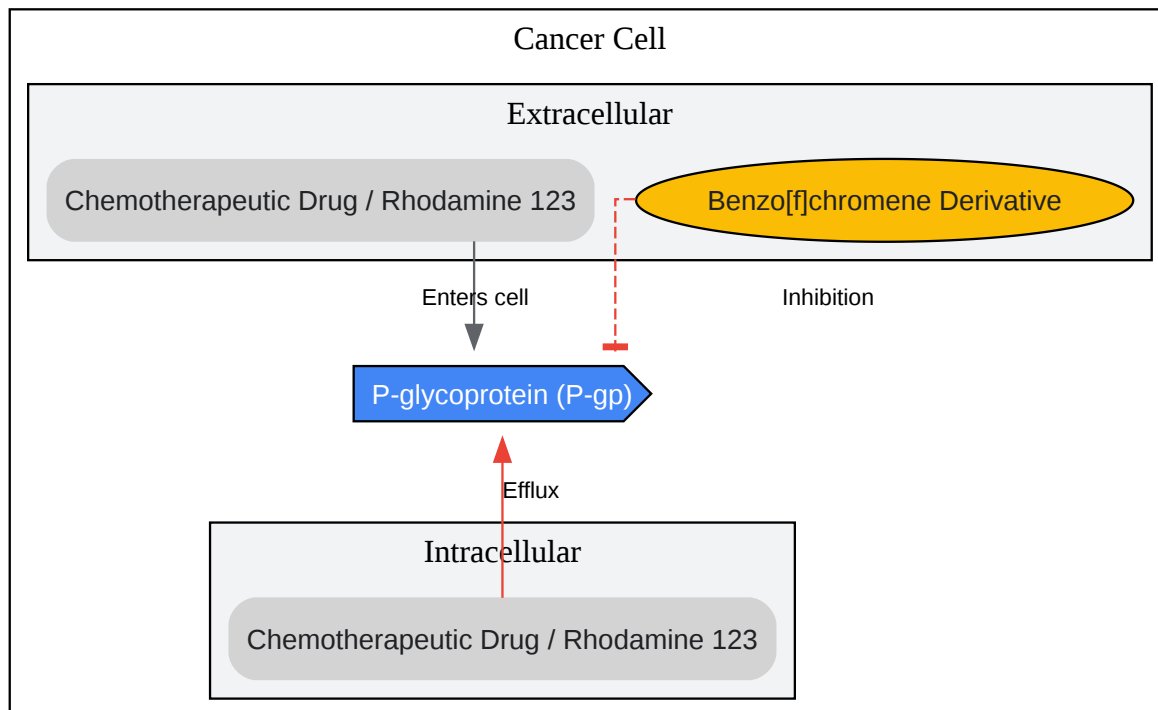 Cancer Cell
Extracellular
Chemotherapeutic Drug / Rhodamine 123
Benzo[f]chromene Derivative
Enters cell
Inhibition
P-glycoprotein (P-gp)
Efflux
Intracellular
Chemotherapeutic Drug / Rhodamine 123